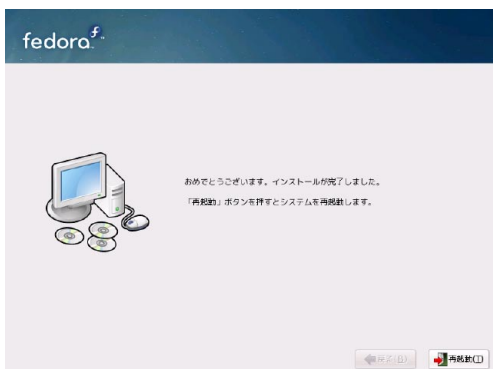 fedora
おめでとうございます。インストールが完了しました。
「再起動」ボタンを押すとシステムを再起動します。
戻る(B)
再起動(T)